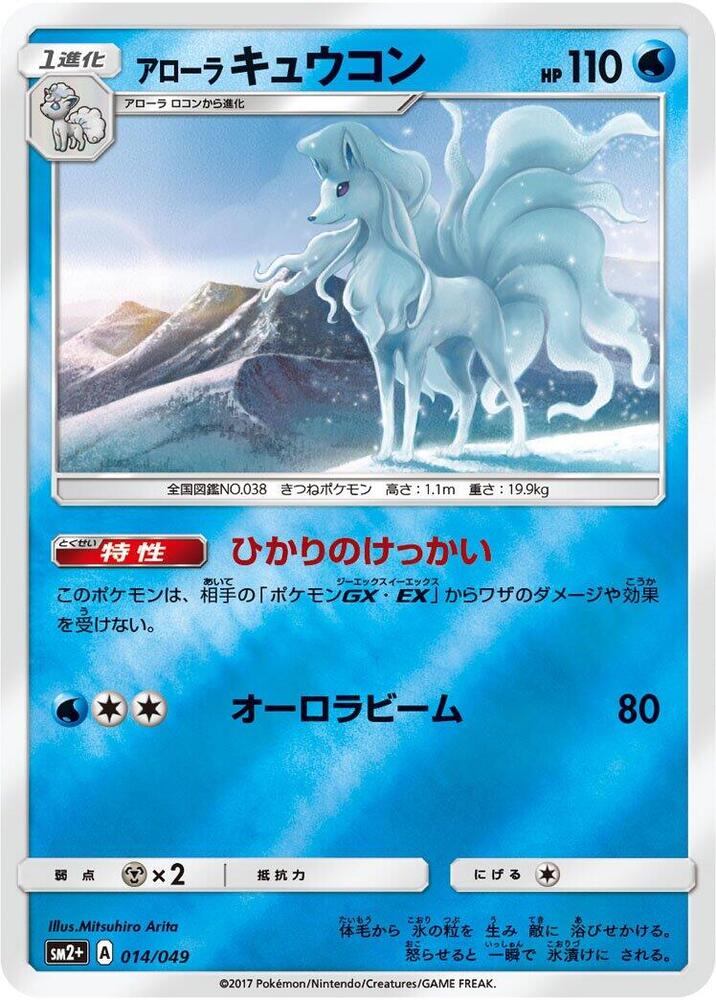 1進化
アローラ キュウコン
HP 110
アローラ ロコンから進化
全国図鑑NO.038 きつねポケモン 高さ：1.1m 重さ：19.9kg
とくせい
特性 ひかりのけっかい
あいて ジーエックスイーエックス こうか
このポケモンは、相手の「ポケモンGX・EX」からワザのダメージや効果
う
を受けない。
オーロラビーム 80
弱点 ×2 抵抗力 にげる
Illus.Mitsuhiro Arita
たいもう こおり つぶ う てき あ
体毛から 氷の粒を 生み 敵に 浴びせかける。
おこ いっしゅん こおりづ
怒らせると 一瞬で 氷漬けに される。
SM2+ A 014/049
©2017 Pokémon/Nintendo/Creatures/GAME FREAK.